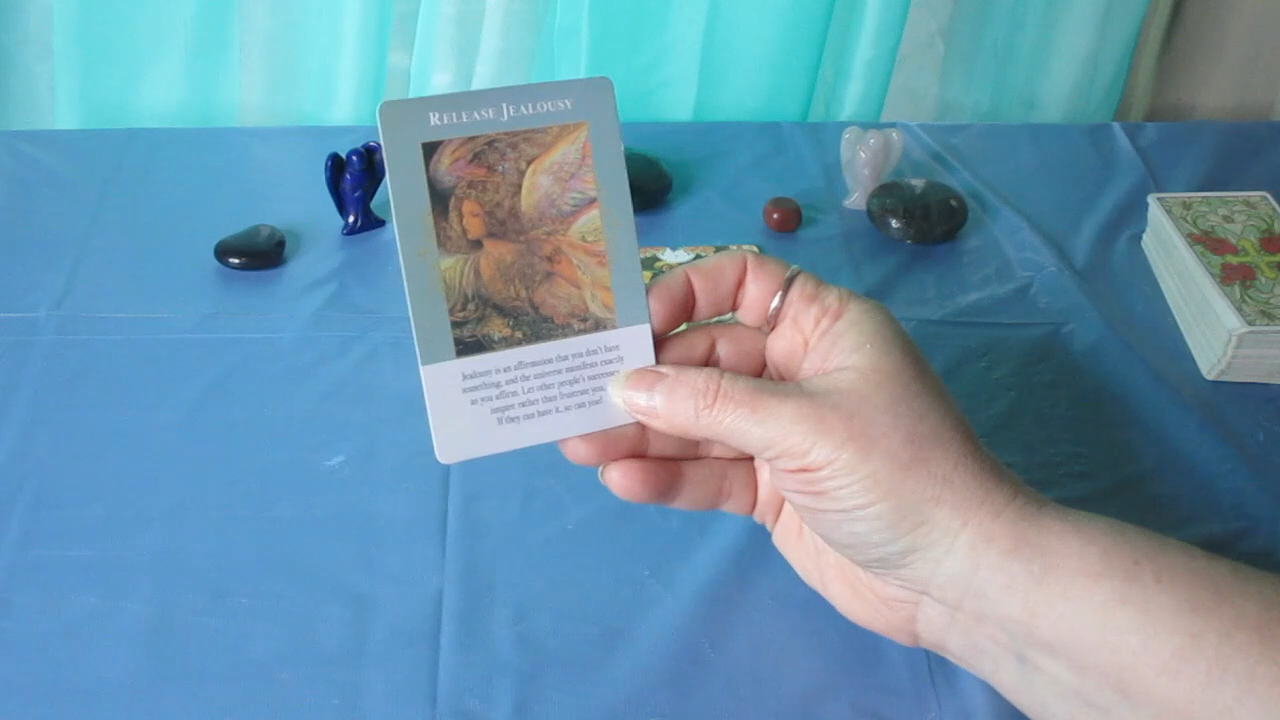 RELEASE JEALOUSY
Jealousy is an affirmation that you don't have
something, and the universe manifests exactly
as you affirm. Let other people's successes
inspire rather than frustrate you.
If they can have it, so can you!